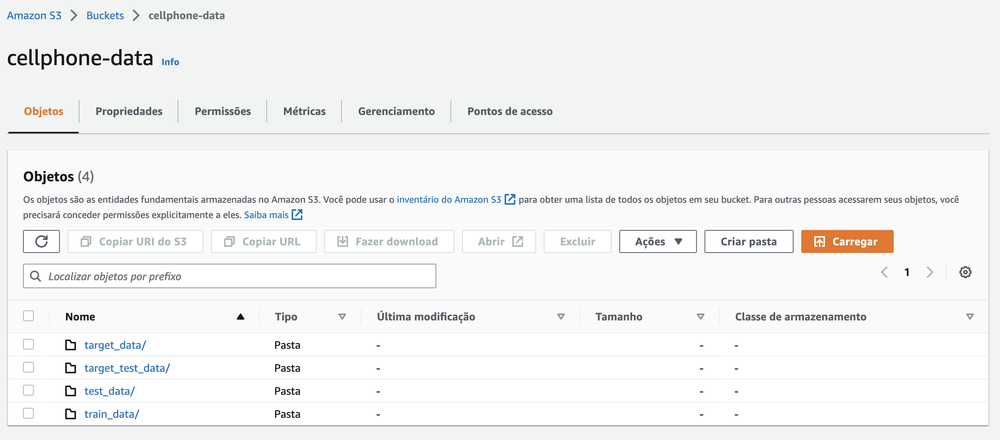 Amazon S3 > Buckets > cellphone-data
cellphone-data Info
Objetos Propriedades Permissões Métricas Gerenciamento Pontos de acesso
Objetos (4)
Os objetos são as entidades fundamentais armazenadas no Amazon S3. Você pode usar o inventário do Amazon S3 para obter uma lista de todos os objetos em seu bucket. Para outras pessoas acessarem seus objetos, você
precisará conceder permissões explicitamente a eles. Saiba mais
Copiar URI do S3 Copiar URL Fazer download Abrir Excluir Ações Criar pasta Carregar
Localizar objetos por prefixo 1
Nome Tipo Última modificação Tamanho Classe de armazenamento
target_data/ Pasta - - -
target_test_data/ Pasta - - -
test_data/ Pasta - - -
train_data/ Pasta - - -